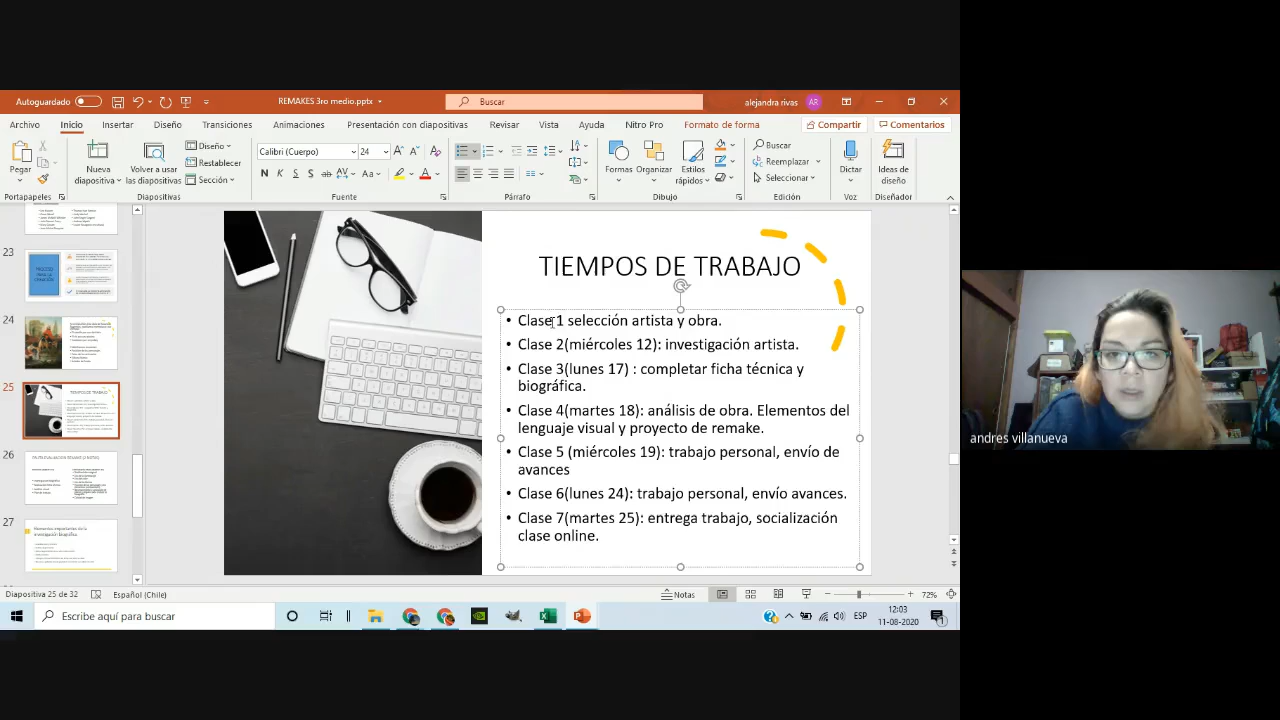 Autoguardado
REMAKES 3ro medio.pptx
Buscar
alejandra rivas
AR
Archivo Inicio Insertar Diseño Transiciones Animaciones Presentación con diapositivas Revisar Vista Ayuda Nitro Pro Formato de forma Compartir Comentarios
Pegar
Nueva diapositiva
Volver a usar las diapositivas
Diseño
Restablecer
Sección
Calibri (Cuerpo) 24
N K S S ab AV Aa A
Formas Organizar Estilos rápidos
Buscar
Reemplazar
Seleccionar
Dictar
Ideas de diseño
Portapapeles Diapositivas Fuente Párrafo Dibujo Edición Voz Diseñador
23
24
25
26
27
TIEMPOS DE TRABAJO
• Clase 1 selección artista y obra.
• Clase 2(miércoles 12): investigación artista.
• Clase 3(lunes 17) : completar ficha técnica y
biográfica.
• Clase 4(martes 18): análisis de obra, elementos del
lenguaje visual y proyecto de remake.
• Clase 5 (miércoles 19): trabajo personal, envío de
avances
• Clase 6(lunes 24): trabajo personal, envío avances.
• Clase 7(martes 25): entrega trabajo, socialización
clase online.
andres villanueva
Diapositiva 25 de 32
Español (Chile)
Notas
72%
Escribe aquí para buscar
ESP
12:03
11-08-2020